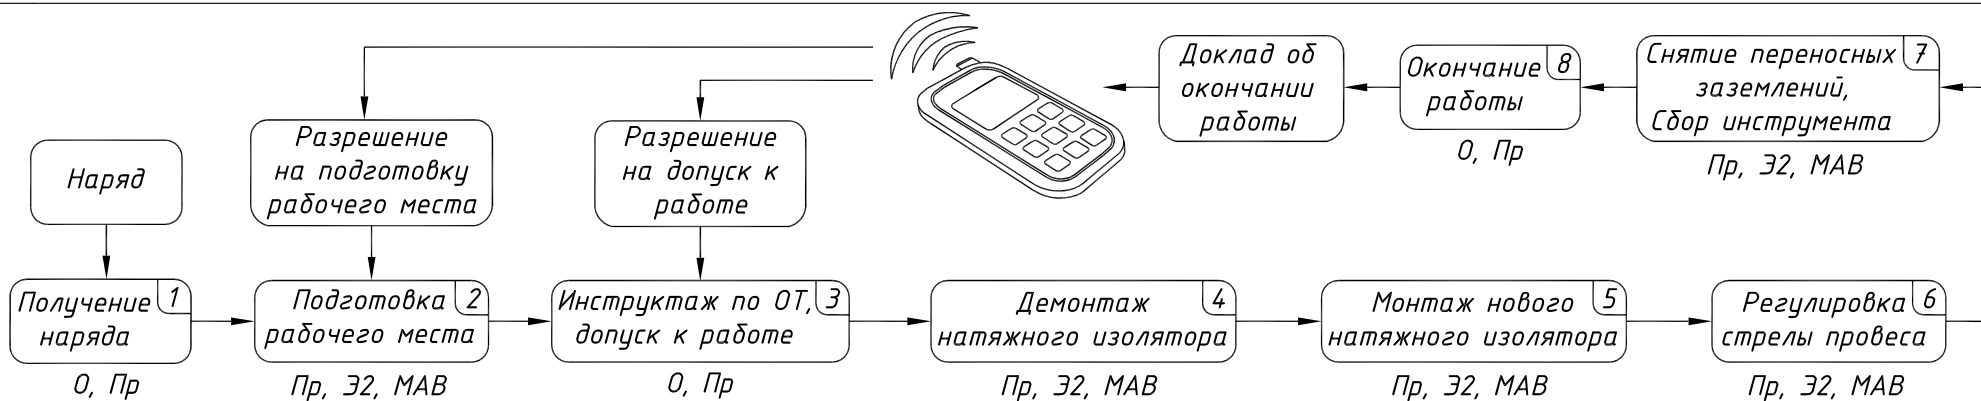 Наряд
Разрешение
на подготовку
рабочего места
Разрешение
на допуск к
работе
Доклад об
окончании
работы
Окончание 8
работы
О, Пр
Снятие переносных 7
заземлений,
Сбор инструмента
Пр, Э2, МАВ
Получение 1
наряда
О, Пр
Подготовка 2
рабочего места
Пр, Э2, МАВ
Инструктаж по ОТ, 3
допуск к работе
О, Пр
Демонтаж 4
натяжного изолятора
Пр, Э2, МАВ
Монтаж нового 5
натяжного изолятора
Пр, Э2, МАВ
Регулировка 6
стрелы провеса
Пр, Э2, МАВ